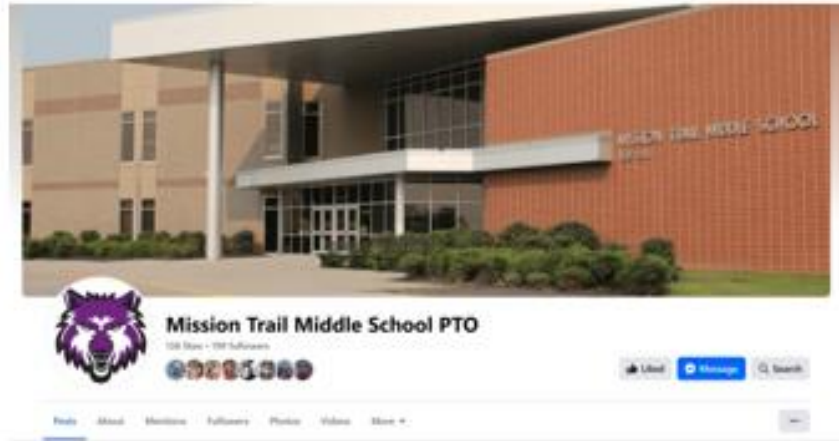 MISSION TRAIL MIDDLE SCHOOL
Mission Trail Middle School PTO
Liked
Message
Search
Posts
About
Mentions
Followers
Photos
Videos
More